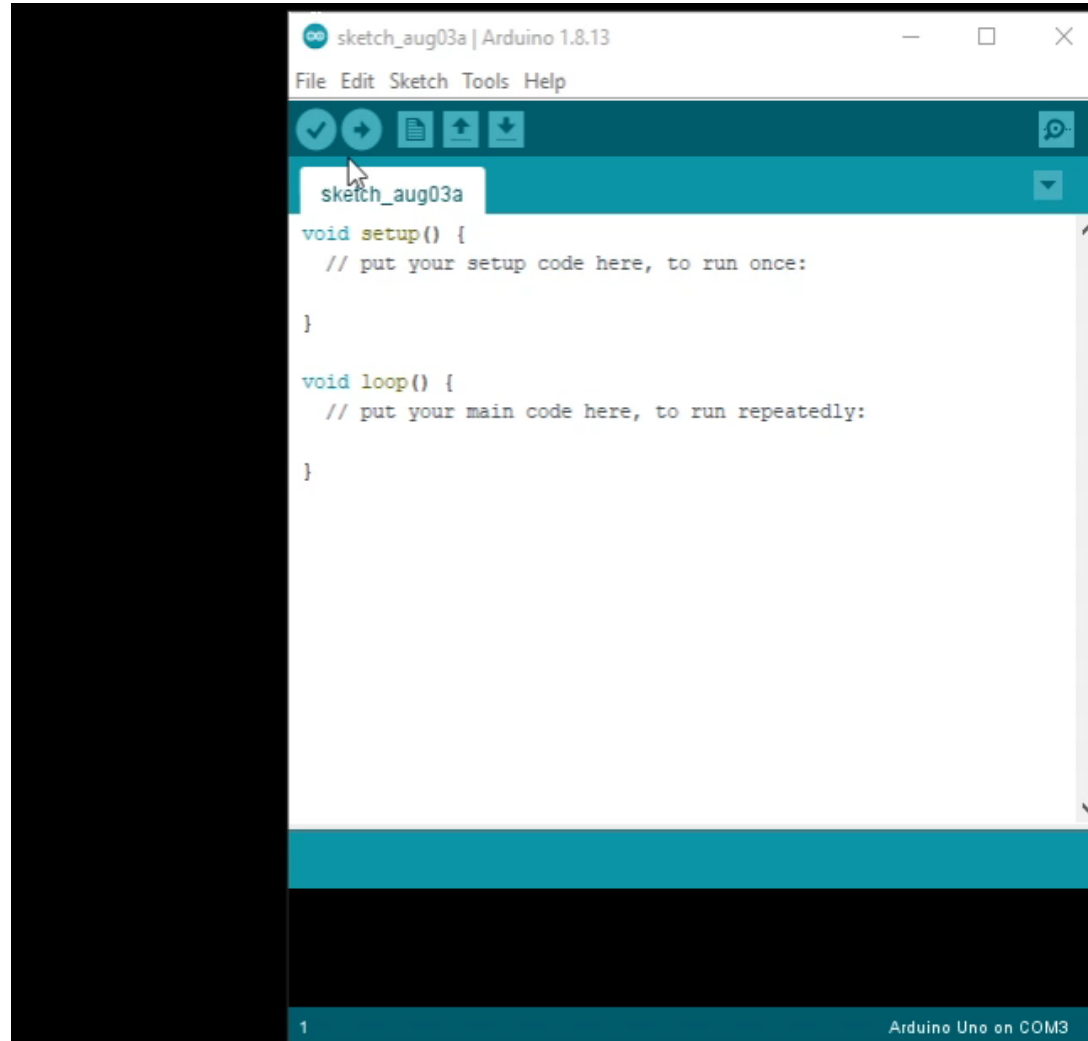 sketch_aug03a | Arduino 1.8.13
File Edit Sketch Tools Help
sketch_aug03a
void setup() {
  // put your setup code here, to run once:
}
void loop() {
  // put your main code here, to run repeatedly:
}
1 Arduino Uno on COM3